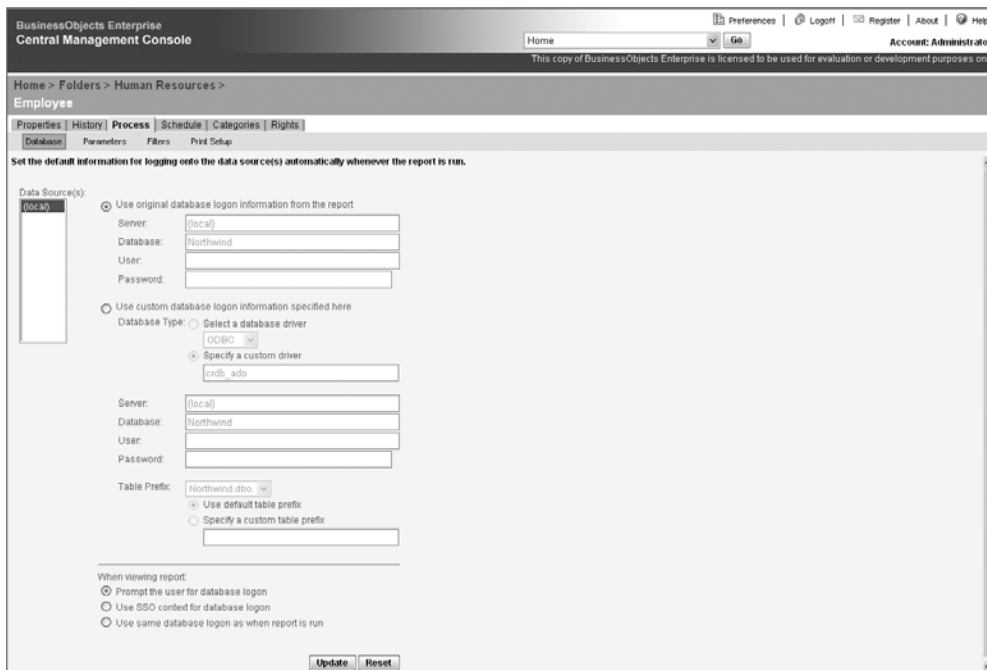 BusinessObjects Enterprise
Central Management Console
Preferences | Logoff | Register | About | Help
Home Go Account: Administrato
This copy of BusinessObjects Enterprise is licensed to be used for evaluation or development purposes on
Home > Folders > Human Resources >
Employee
Properties | History | Process | Schedule | Categories | Rights |
Database Parameters Filters Print Setup
Set the default information for logging onto the data source(s) automatically whenever the report is run.
Data Source(s):
(local)
Use original database logon information from the report
Server: (local)
Database: Northwind
User:
Password:
Use custom database logon information specified here
Database Type: Select a database driver
ODBC
Specify a custom driver
crdb_ado
Server: (local)
Database: Northwind
User:
Password:
Table Prefix: Northwind.dbo.
Use default table prefix
Specify a custom table prefix
When viewing report:
Prompt the user for database logon
Use SSO context for database logon
Use same database logon as when report is run
Update Reset